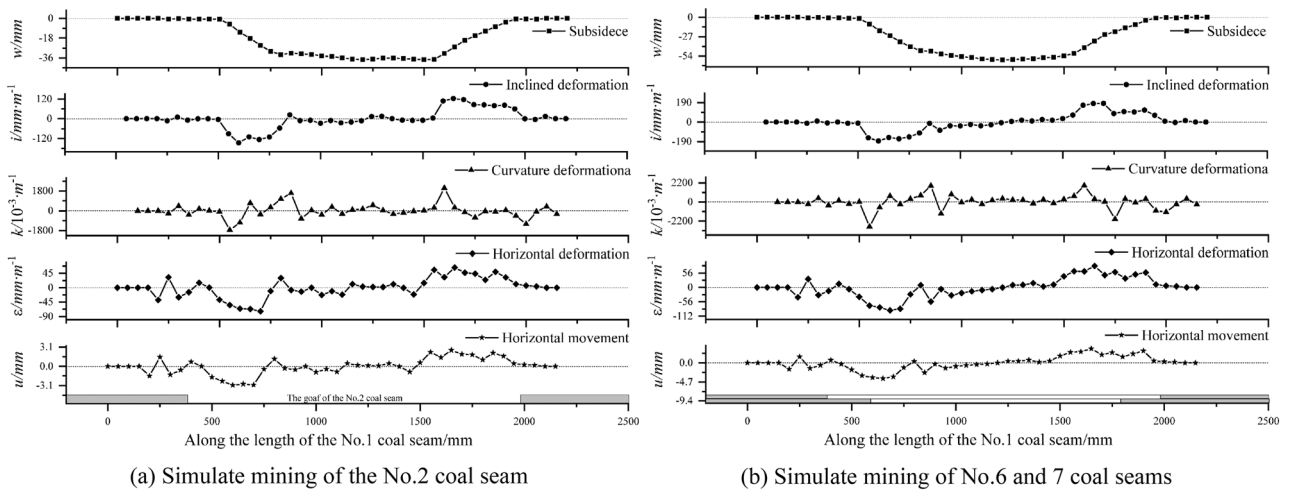 0
-18
-36
w/mm
Subsidece
120
0
-120
i/mm·m⁻¹
Inclined deformation
1800
0
-1800
k/10⁻³·m⁻¹
Curvature deformationa
45
0
-45
-90
ε/mm·m⁻¹
Horizontal deformation
3.1
0.0
-3.1
u/mm
Horizontal movement
The goaf of the No.2 coal seam
0 500 1000 1500 2000 2500
Along the length of the No.1 coal seam/mm
(a) Simulate mining of the No.2 coal seam
0
-27
-54
w/mm
Subsidece
190
0
-190
i/mm·m⁻¹
Inclined deformation
2200
0
-2200
k/10⁻³·m⁻¹
Curvature deformationa
56
0
-56
-112
ε/mm·m⁻¹
Horizontal deformation
0.0
-4.7
-9.4
u/mm
Horizontal movement
0 500 1000 1500 2000 2500
Along the length of the No.1 coal seam/mm
(b) Simulate mining of No.6 and 7 coal seams